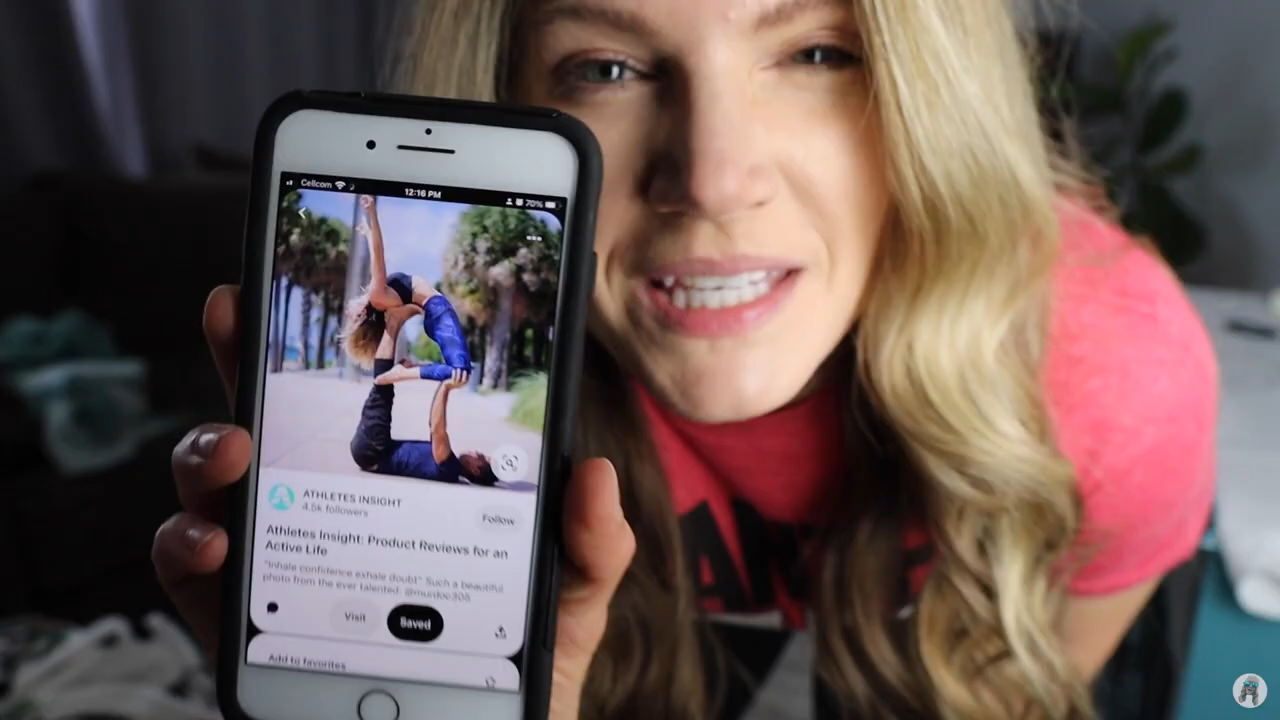 Cellcom
12:16 PM
70%
ATHLETES INSIGHT
4.5k followers
Follow
Athletes Insight: Product Reviews for an
Active Life
"Inhale confidence exhale doubt" Such a beautiful
photo from the ever talented: @murdoc308.
Visit
Saved
Add to favorites